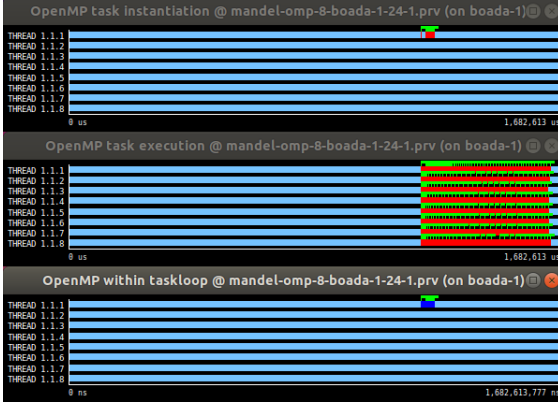 OpenMP task instantiation @ mandel-omp-8-boada-1-24-1.prv (on boada-1)
THREAD 1.1.1
THREAD 1.1.2
THREAD 1.1.3
THREAD 1.1.4
THREAD 1.1.5
THREAD 1.1.6
THREAD 1.1.7
THREAD 1.1.8
0 us 1,682,613 us
OpenMP task execution @ mandel-omp-8-boada-1-24-1.prv (on boada-1)
THREAD 1.1.1
THREAD 1.1.2
THREAD 1.1.3
THREAD 1.1.4
THREAD 1.1.5
THREAD 1.1.6
THREAD 1.1.7
THREAD 1.1.8
0 us 1,682,613 us
OpenMP within taskloop @ mandel-omp-8-boada-1-24-1.prv (on boada-1)
THREAD 1.1.1
THREAD 1.1.2
THREAD 1.1.3
THREAD 1.1.4
THREAD 1.1.5
THREAD 1.1.6
THREAD 1.1.7
THREAD 1.1.8
0 ns 1,682,613,777 ns